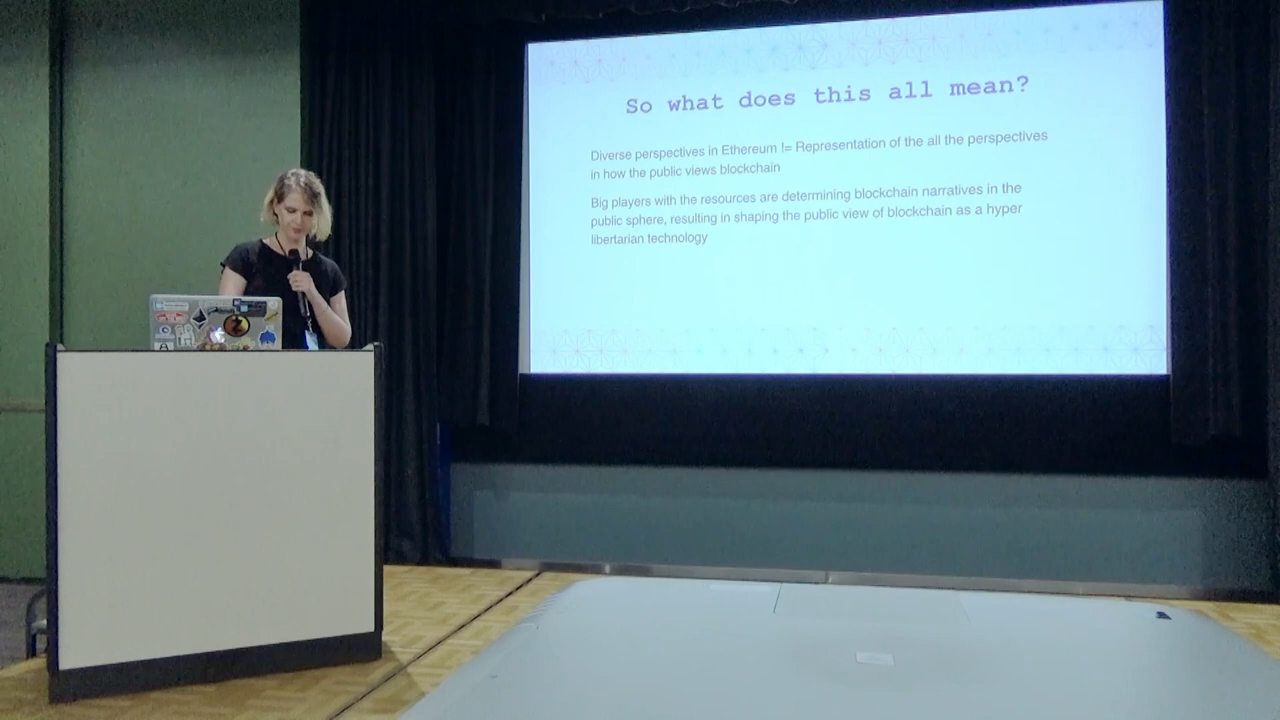 So what does this all mean?
Diverse perspectives in Ethereum != Representation of the all the perspectives
in how the public views blockchain
Big players with the resources are determining blockchain narratives in the
public sphere, resulting in shaping the public view of blockchain as a hyper
libertarian technology